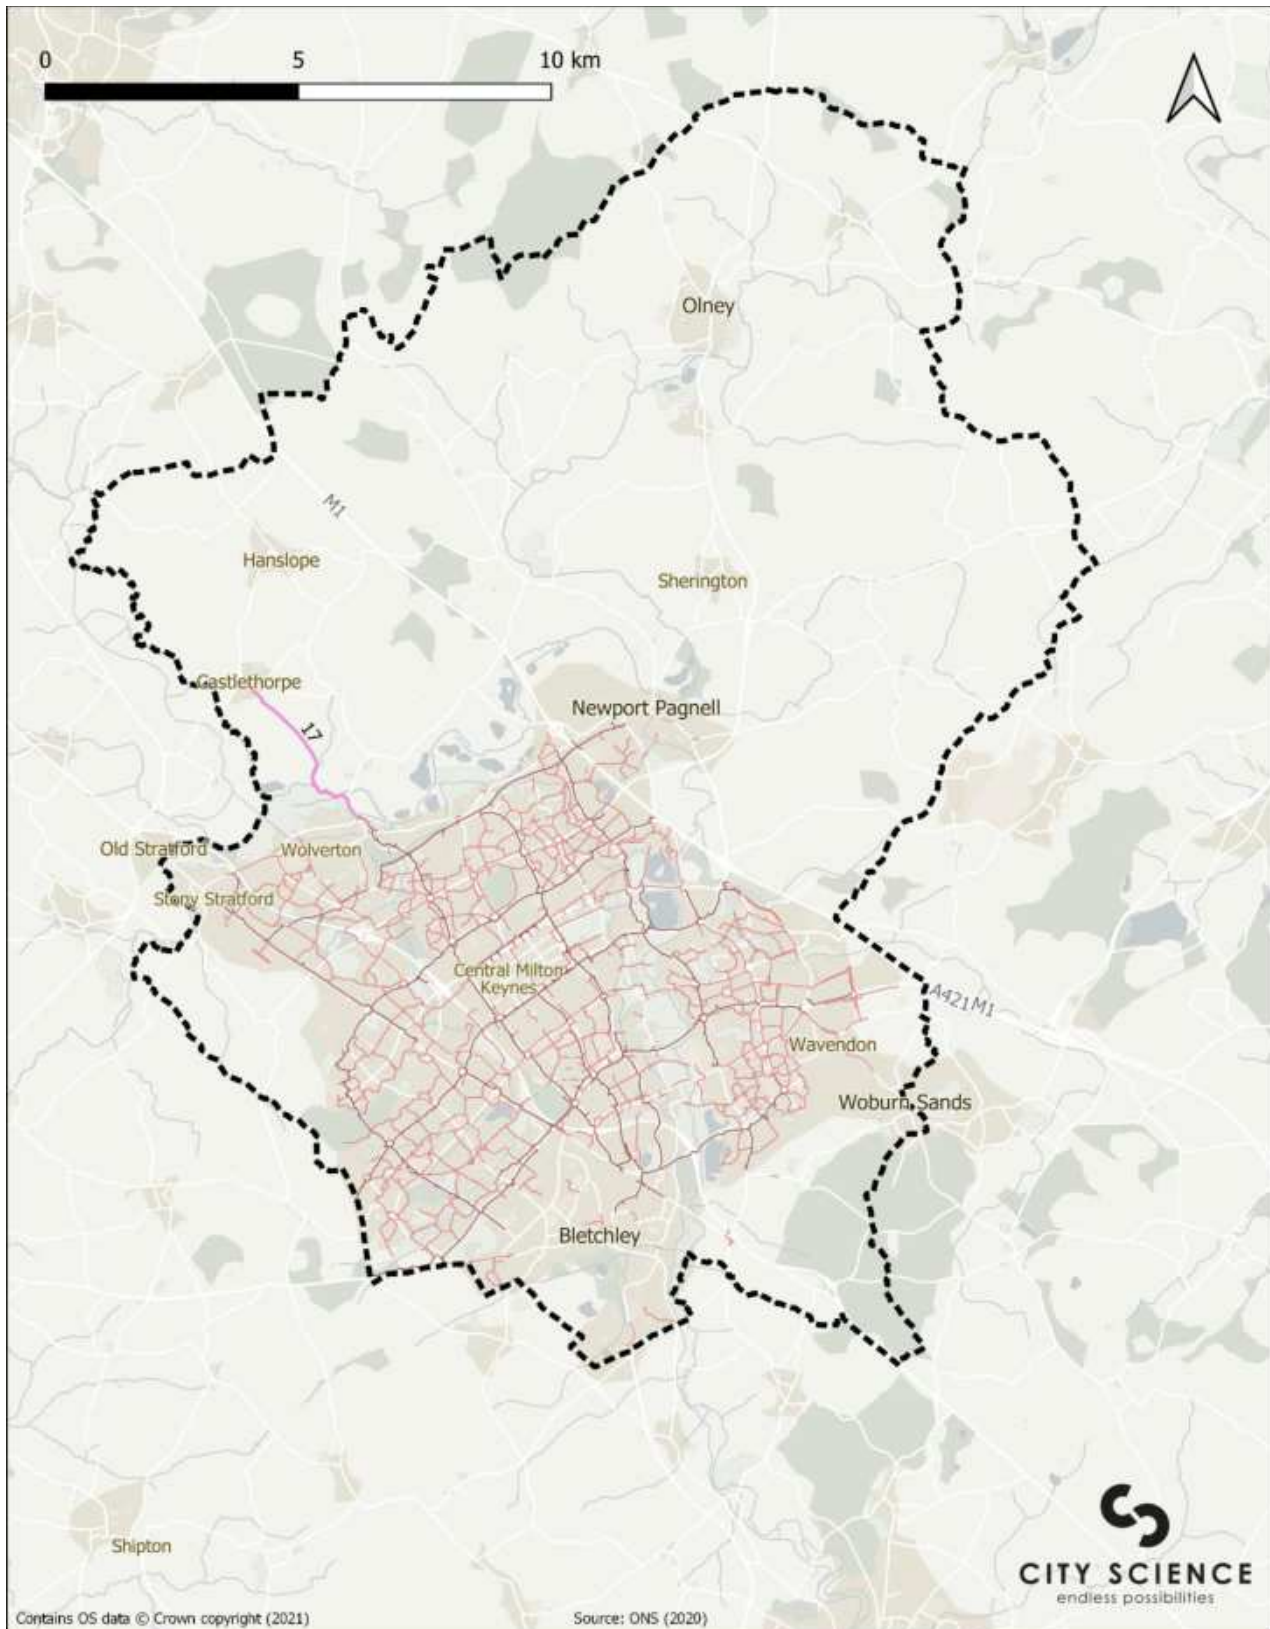 0 5 10 km
Olney
M1
Hanslope
Sherington
Castlethorpe
17
Newport Pagnell
Old Stratford
Wolverton
Stony Stratford
Central Milton
Keynes
A421
M1
Wavendon
Woburn Sands
Bletchley
Shipton
CITY SCIENCE
endless possibilities
Contains OS data © Crown copyright (2021)
Source: ONS (2020)